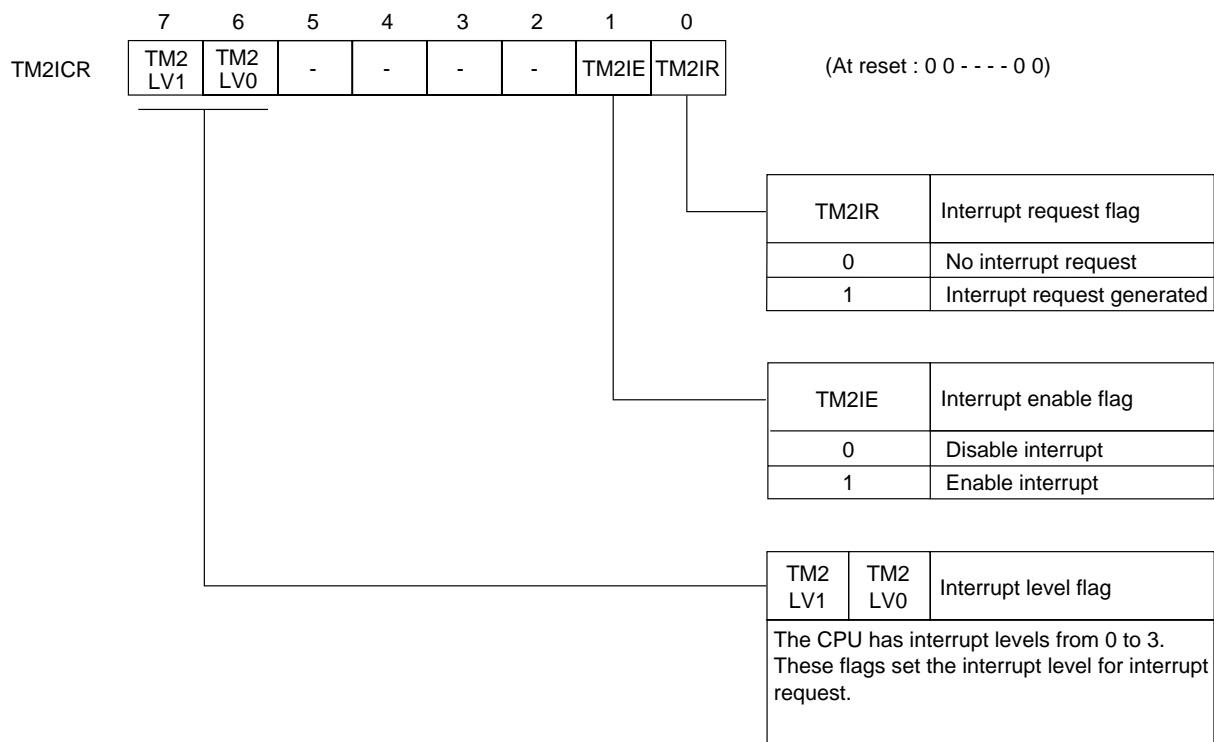 7 6 5 4 3 2 1 0
TM2ICR
TM2 LV1
TM2 LV0
- - - - TM2IE TM2IR
(At reset : 0 0 - - - - 0 0)
TM2IR Interrupt request flag
0 No interrupt request
1 Interrupt request generated
TM2IE Interrupt enable flag
0 Disable interrupt
1 Enable interrupt
TM2 LV1
TM2 LV0
Interrupt level flag
The CPU has interrupt levels from 0 to 3.
These flags set the interrupt level for interrupt
request.